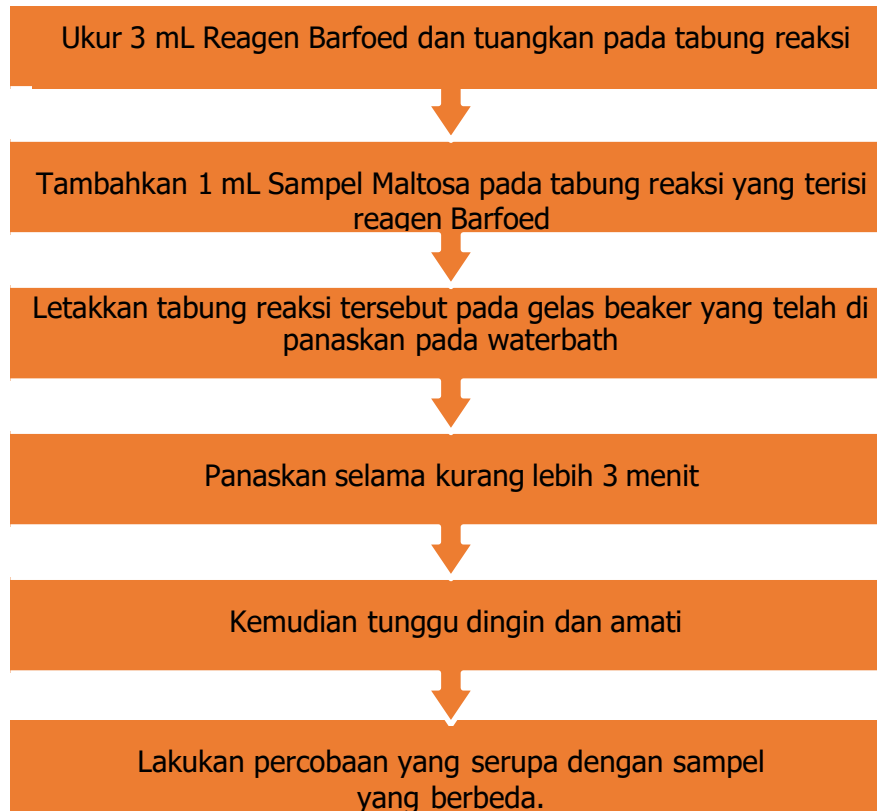 Ukur 3 mL Reagen Barfoed dan tuangkan pada tabung reaksi
Tambahkan 1 mL Sampel Maltosa pada tabung reaksi yang terisi
reagen Barfoed
Letakkan tabung reaksi tersebut pada gelas beaker yang telah di
panaskan pada waterbath
Panaskan selama kurang lebih 3 menit
Kemudian tunggu dingin dan amati
Lakukan percobaan yang serupa dengan sampel
yang berbeda.